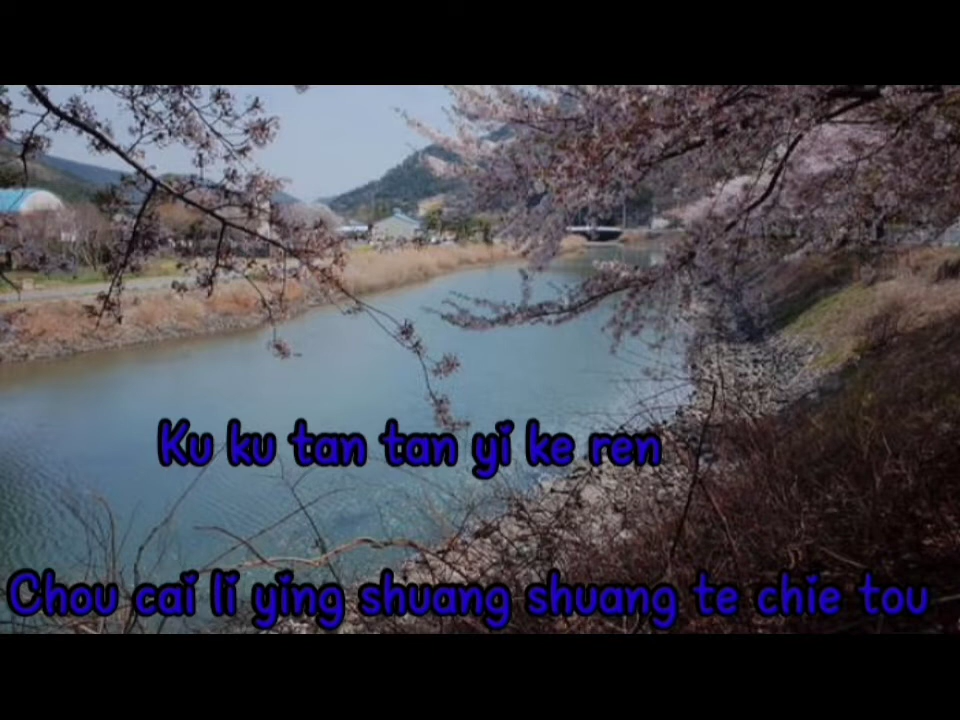 Ku ku tan tan yi ke ren
Chou cai li ying shuang shuang te chie tou